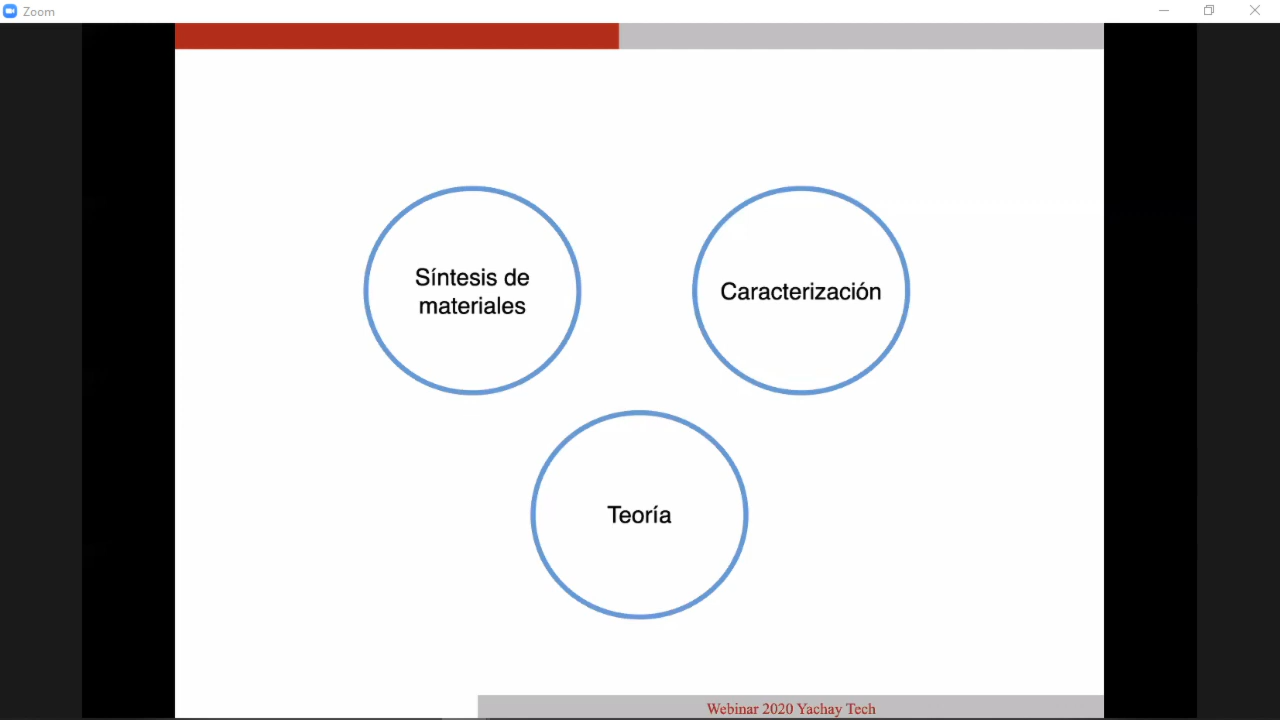 Zoom
Síntesis de
materiales
Caracterización
Teoría
Webinar 2020 Yachay Tech